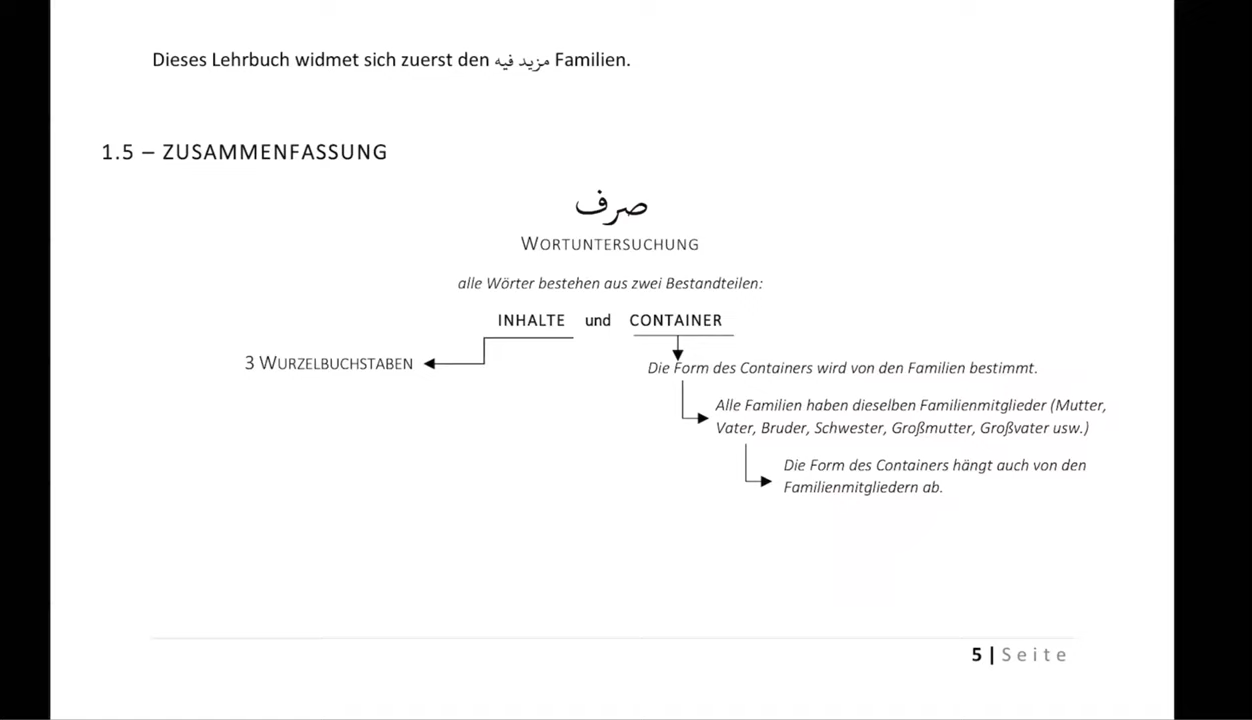 Dieses Lehrbuch widmet sich zuerst den مزيد فيه Familien.
1.5 – ZUSAMMENFASSUNG
صرف
WORTUNTERSUCHUNG
alle Wörter bestehen aus zwei Bestandteilen:
INHALTE und CONTAINER
3 WURZELBUCHSTABEN
Die Form des Containers wird von den Familien bestimmt.
Alle Familien haben dieselben Familienmitglieder (Mutter,
Vater, Bruder, Schwester, Großmutter, Großvater usw.)
Die Form des Containers hängt auch von den
Familienmitgliedern ab.
5 | Seite